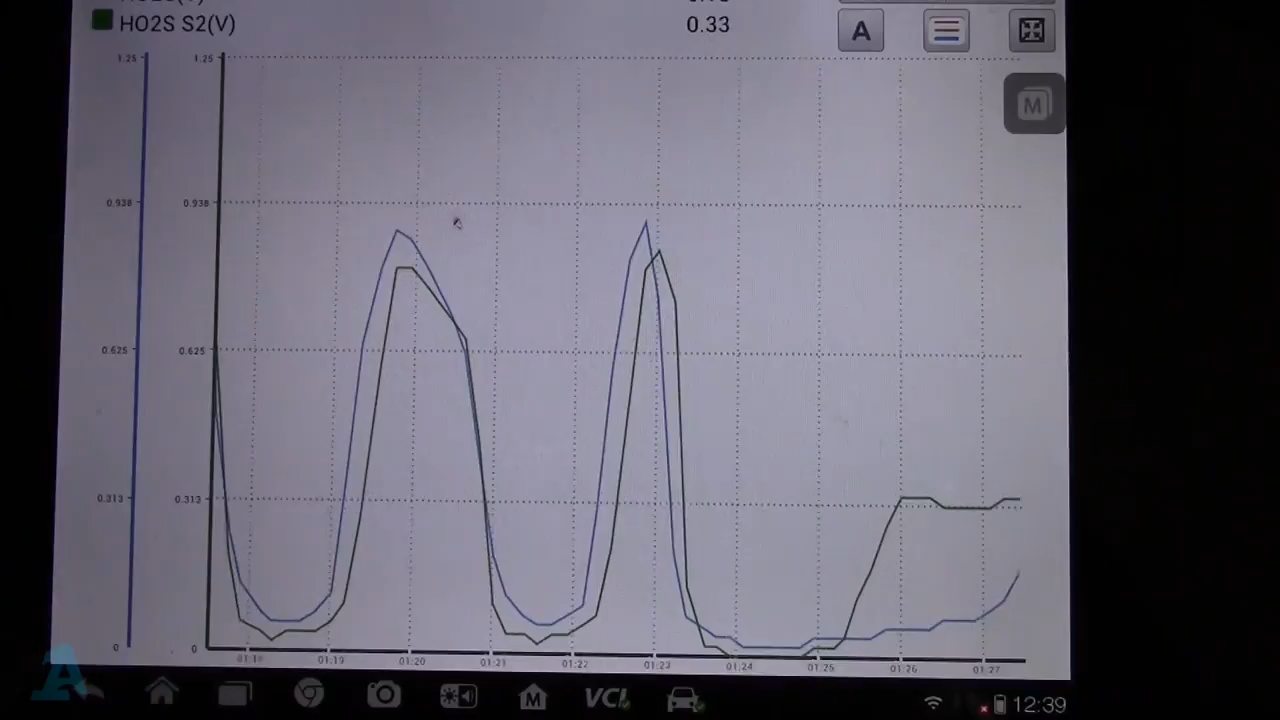 HO2S S2(V) 0.33
A
M
1.25 1.25
0.938 0.938
0.625 0.625
0.313 0.313
0 0
01:18 01:19 01:20 01:21 01:22 01:23 01:24 01:25 01:26 01:27
A M VCI 12:39